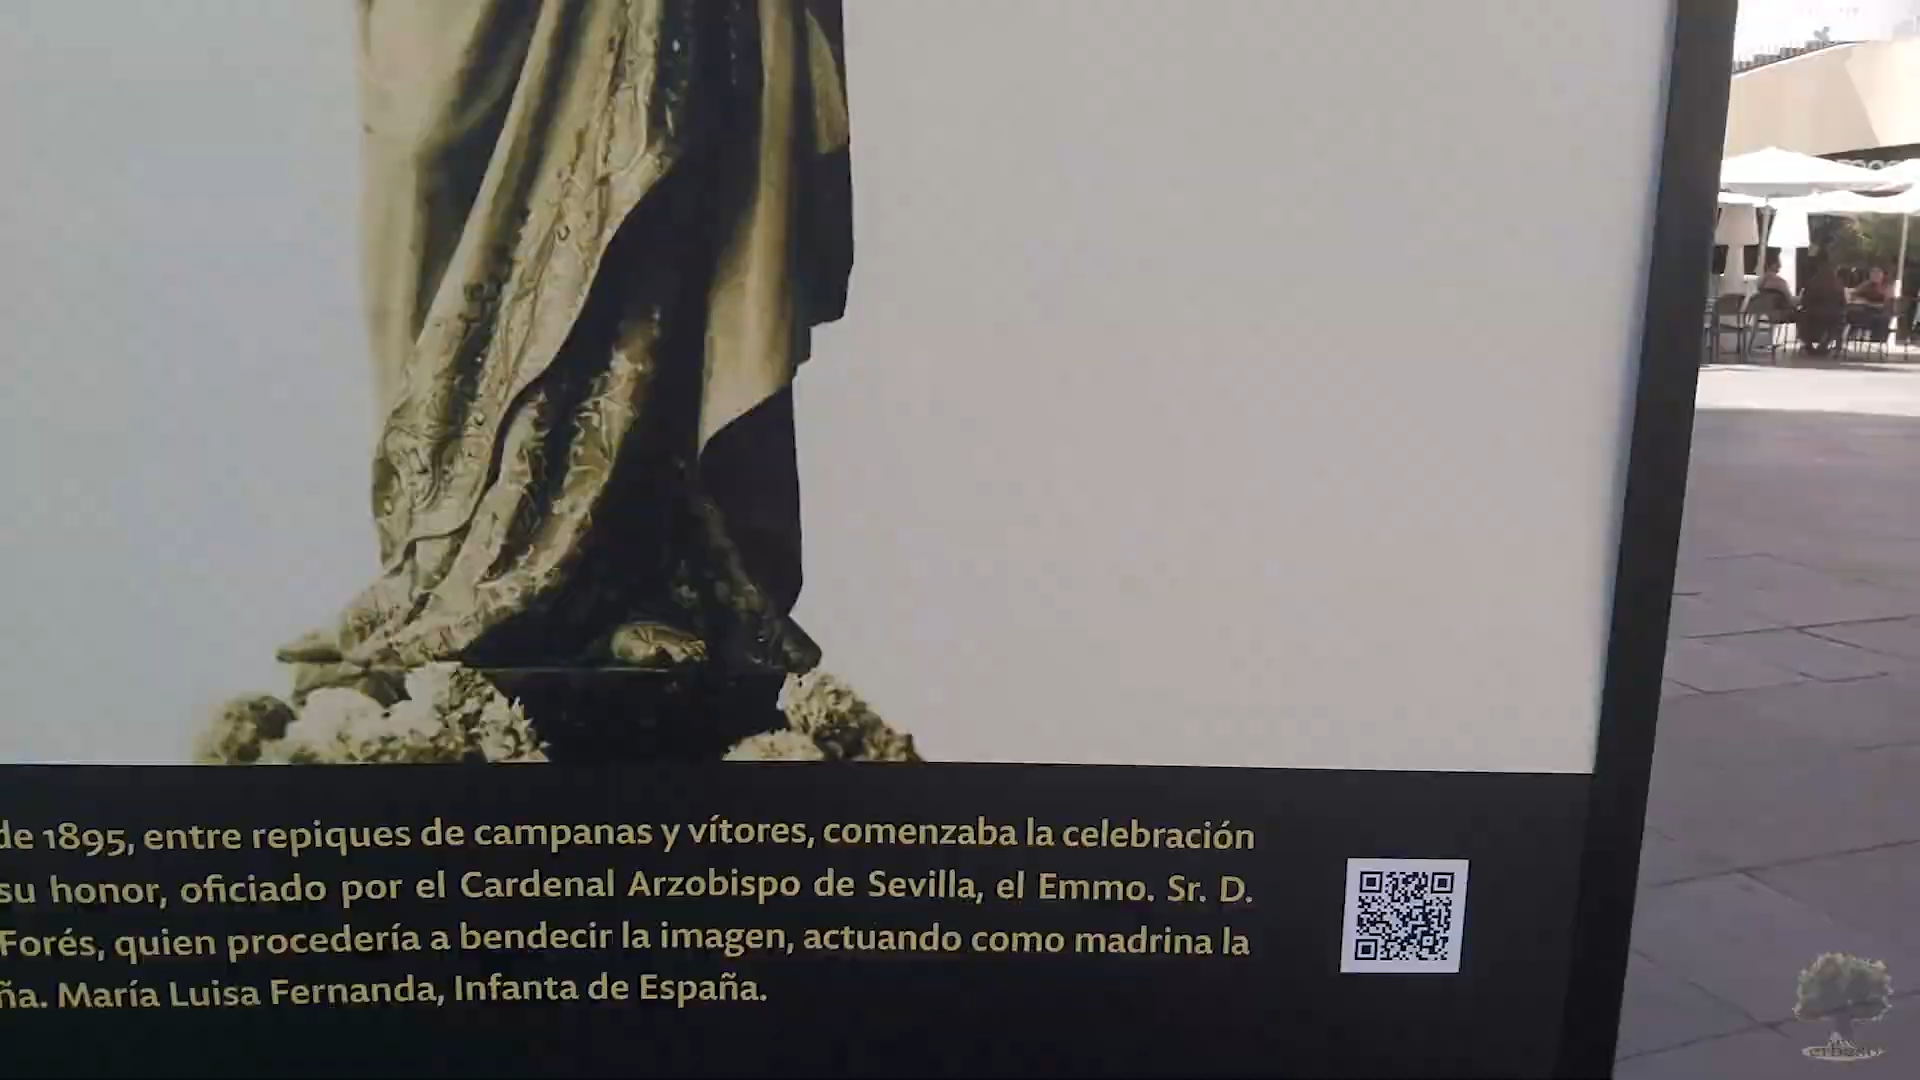 de 1895, entre repiques de campanas y vítores, comenzaba la celebración
su honor, oficiado por el Cardenal Arzobispo de Sevilla, el Emmo. Sr. D.
Forés, quien procedería a bendecir la imagen, actuando como madrina la
ña. María Luisa Fernanda, Infanta de España.